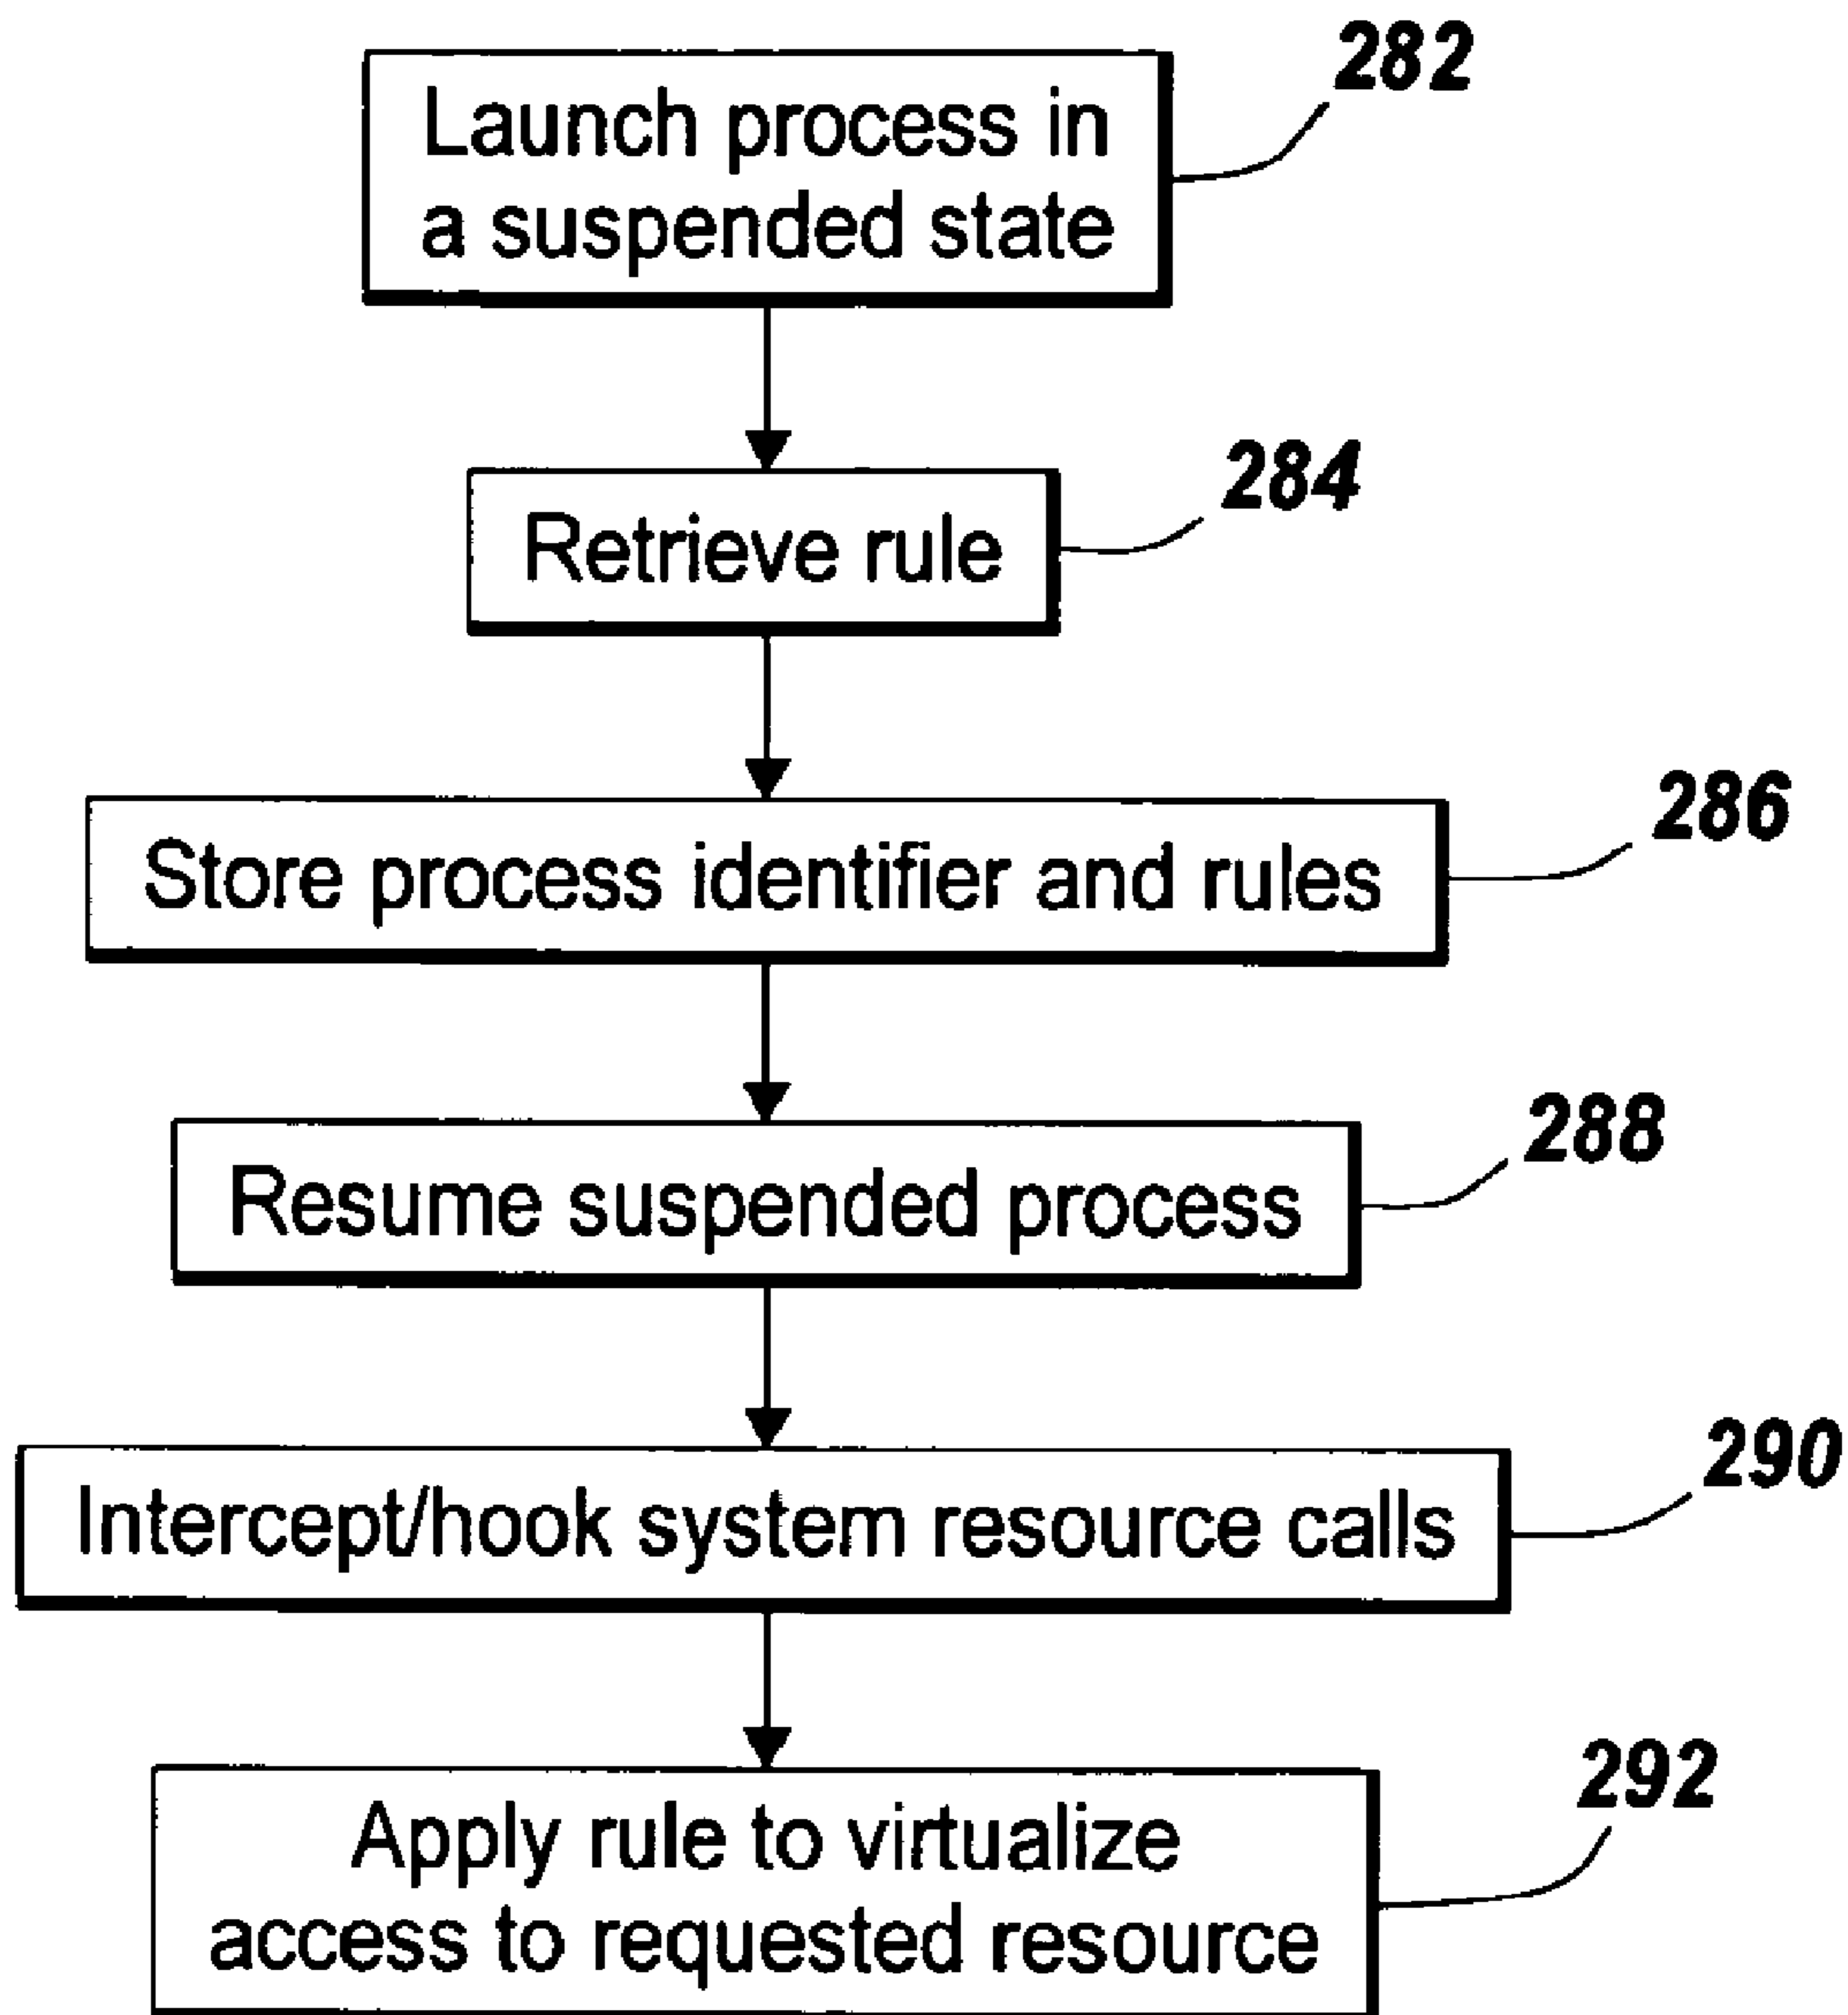 282
Launch process in
a suspended state
284
Retrieve rule
286
Store process identifier and rules
288
Resume suspended process
290
Intercept/hook system resource calls
292
Apply rule to virtualize
access to requested resource